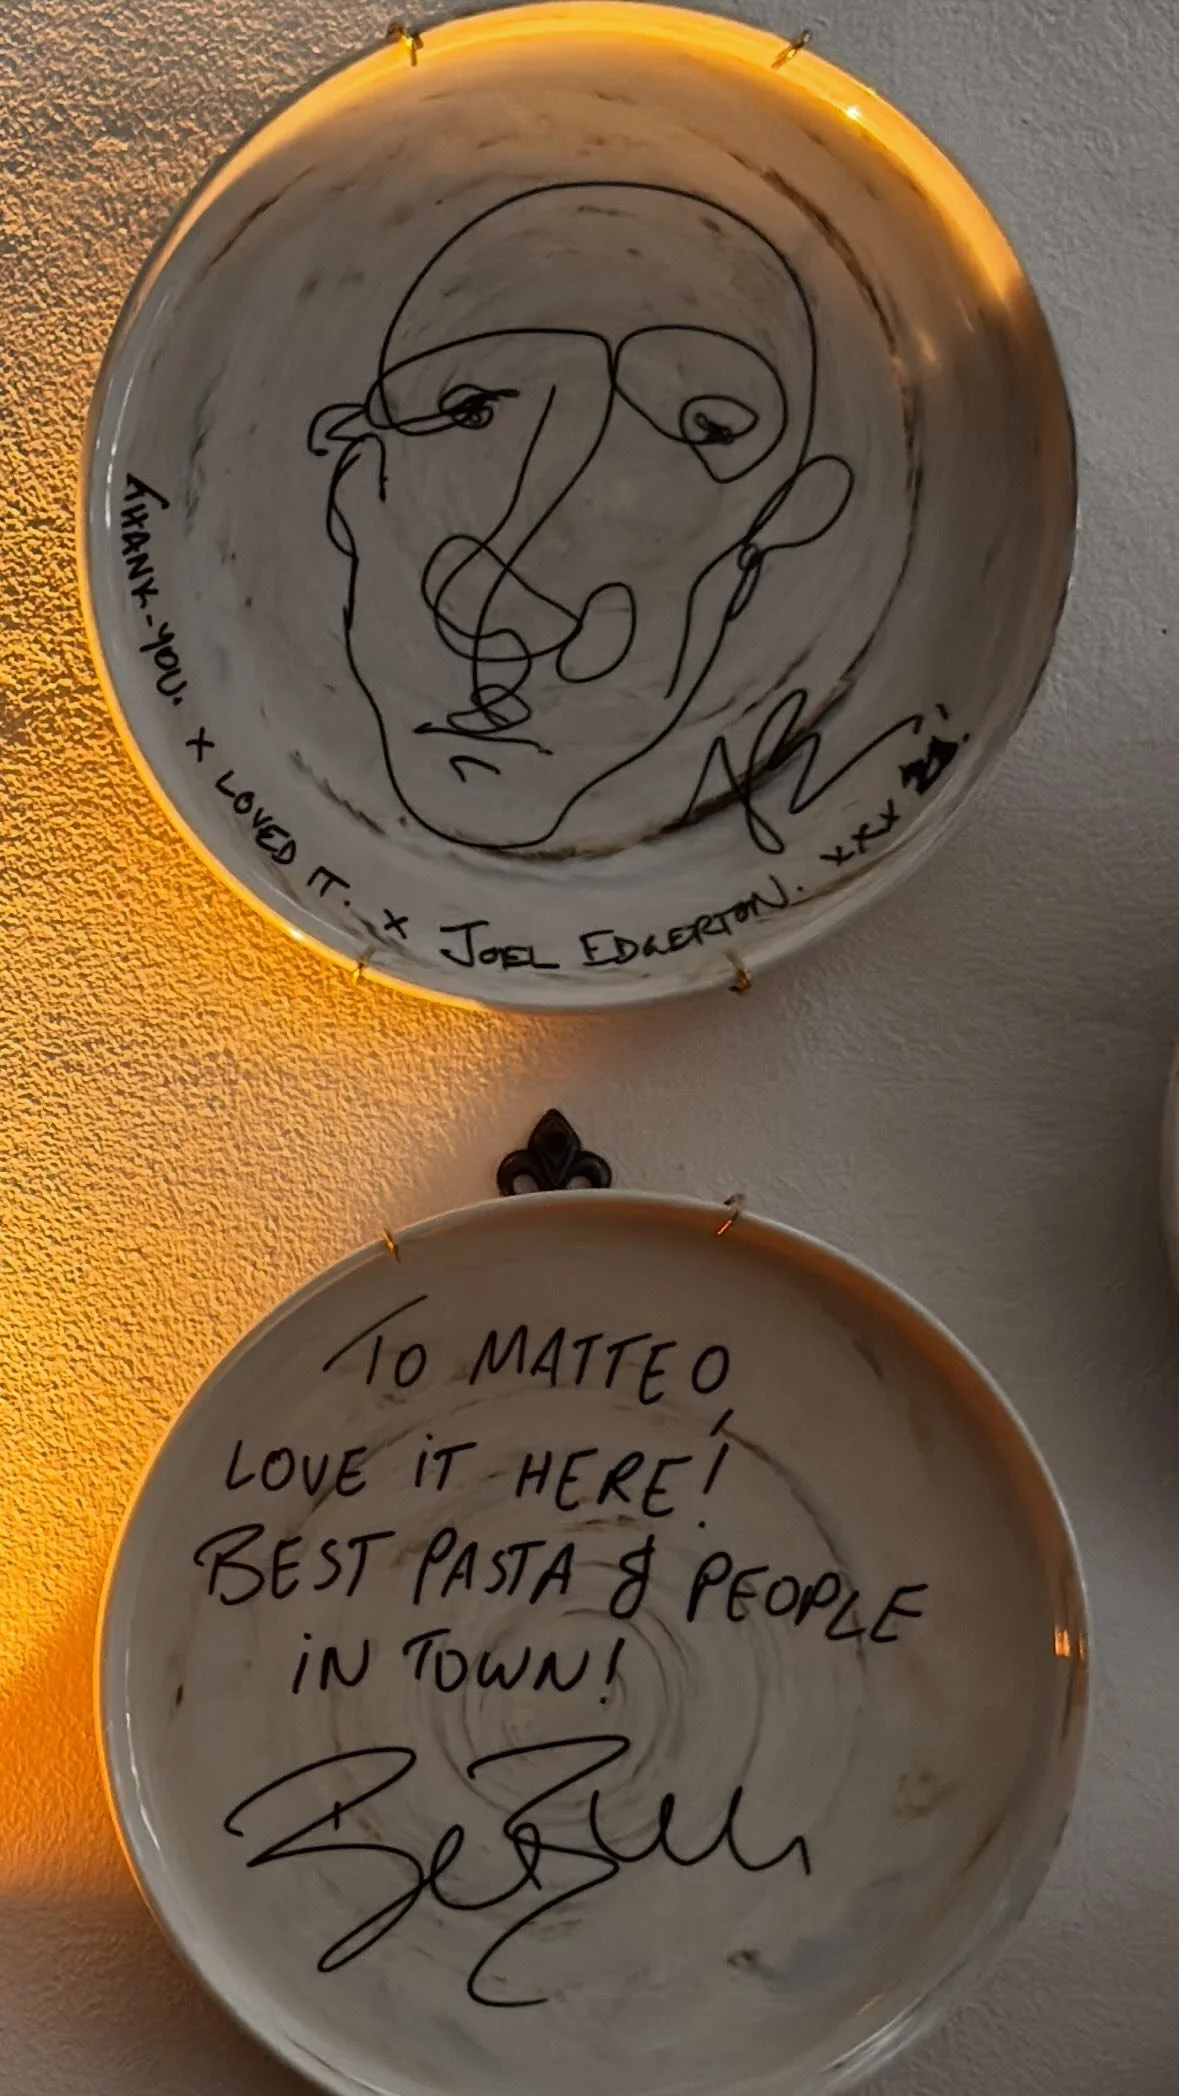 THANK-YOU. x LOVED IT. x JOEL EDGERTON. xxx
TO MATTEO,
LOVE IT HERE!
BEST PASTA & PEOPLE
IN TOWN!